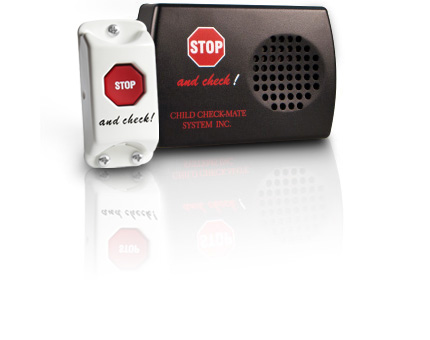 STOP
and check!
STOP
and check!
CHILD CHECK-MATE
SYSTEM INC.